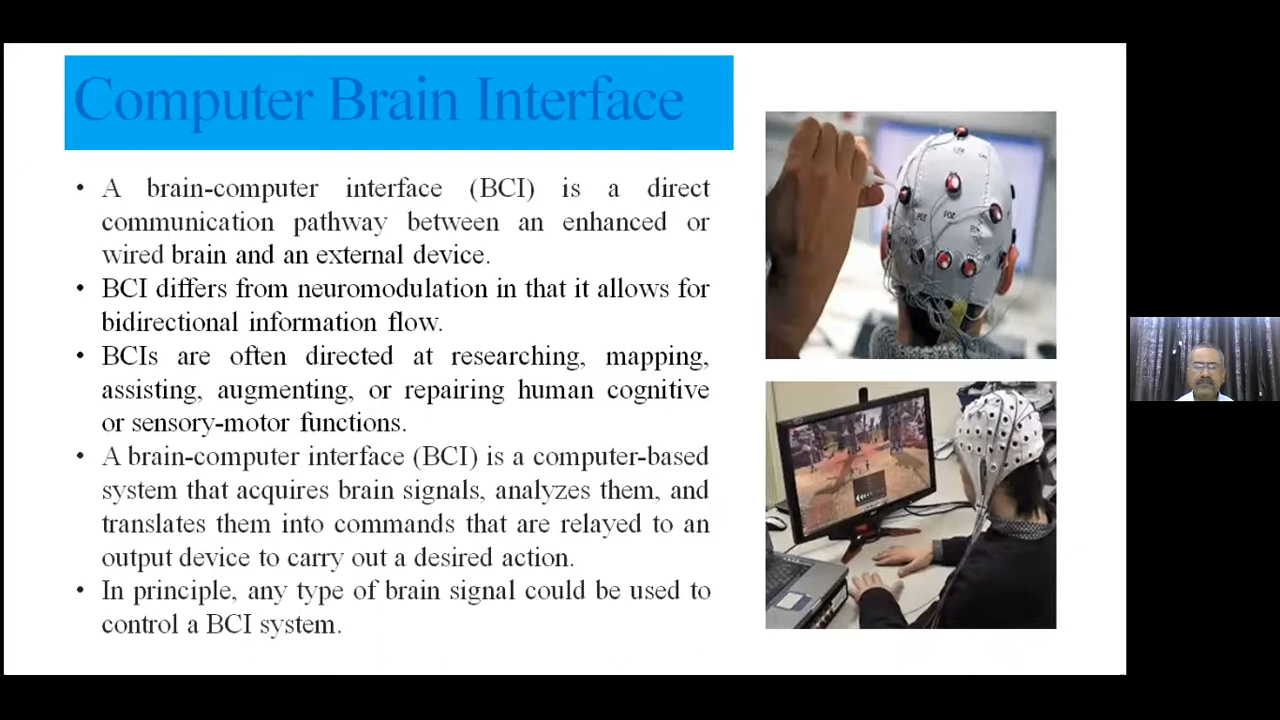 Computer Brain Interface
• A brain-computer interface (BCI) is a direct
communication pathway between an enhanced or
wired brain and an external device.
• BCI differs from neuromodulation in that it allows for
bidirectional information flow.
• BCIs are often directed at researching, mapping,
assisting, augmenting, or repairing human cognitive
or sensory-motor functions.
• A brain-computer interface (BCI) is a computer-based
system that acquires brain signals, analyzes them, and
translates them into commands that are relayed to an
output device to carry out a desired action.
• In principle, any type of brain signal could be used to
control a BCI system.